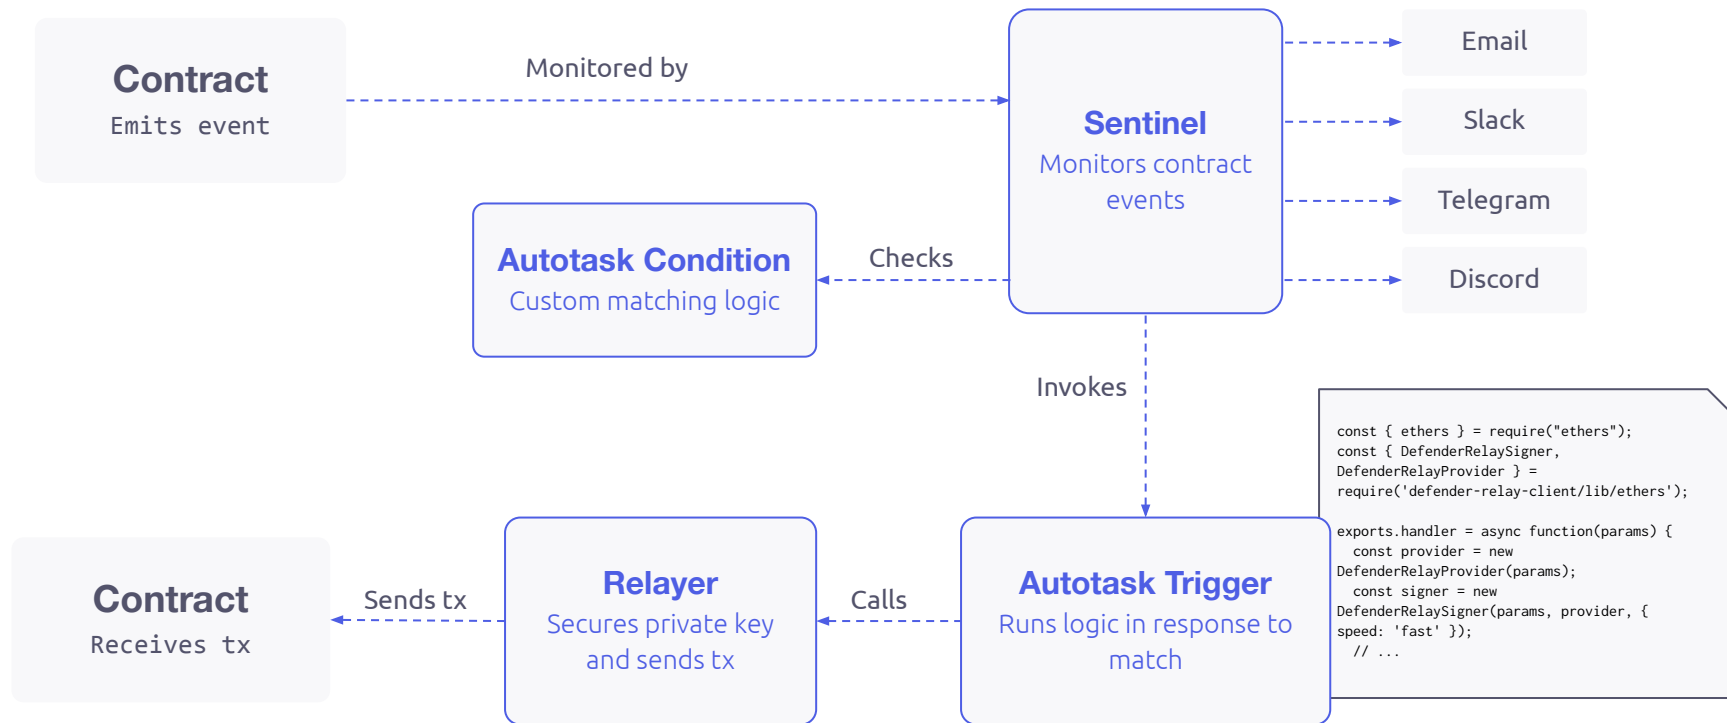 Contract
Emits event
Monitored by
Sentinel
Monitors contract
events
Email
Slack
Telegram
Discord
Autotask Condition
Custom matching logic
Checks
Invokes
const { ethers } = require("ethers");
const { DefenderRelaySigner,
DefenderRelayProvider } =
require('defender-relay-client/lib/ethers');
exports.handler = async function(params) {
  const provider = new
DefenderRelayProvider(params);
  const signer = new
DefenderRelaySigner(params, provider, {
speed: 'fast' });
  // ...
Autotask Trigger
Runs logic in response to
match
Calls
Relayer
Secures private key
and sends tx
Sends tx
Contract
Receives tx